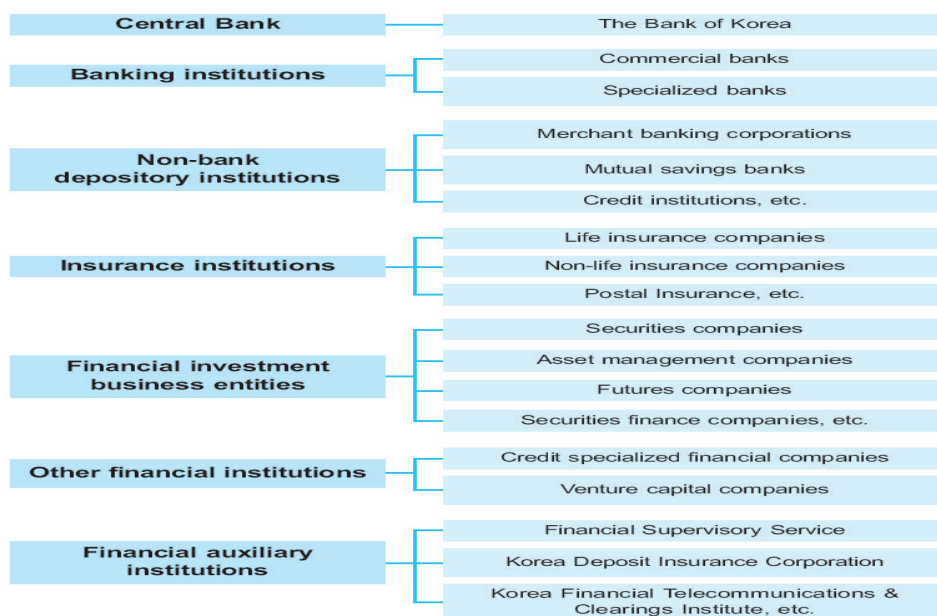 Central Bank
The Bank of Korea
Banking institutions
Commercial banks
Specialized banks
Non-bank
depository institutions
Merchant banking corporations
Mutual savings banks
Credit institutions, etc.
Insurance institutions
Life insurance companies
Non-life insurance companies
Postal Insurance, etc.
Financial investment
business entities
Securities companies
Asset management companies
Futures companies
Securities finance companies, etc.
Other financial institutions
Credit specialized financial companies
Venture capital companies
Financial auxiliary
institutions
Financial Supervisory Service
Korea Deposit Insurance Corporation
Korea Financial Telecommunications &
Clearings Institute, etc.